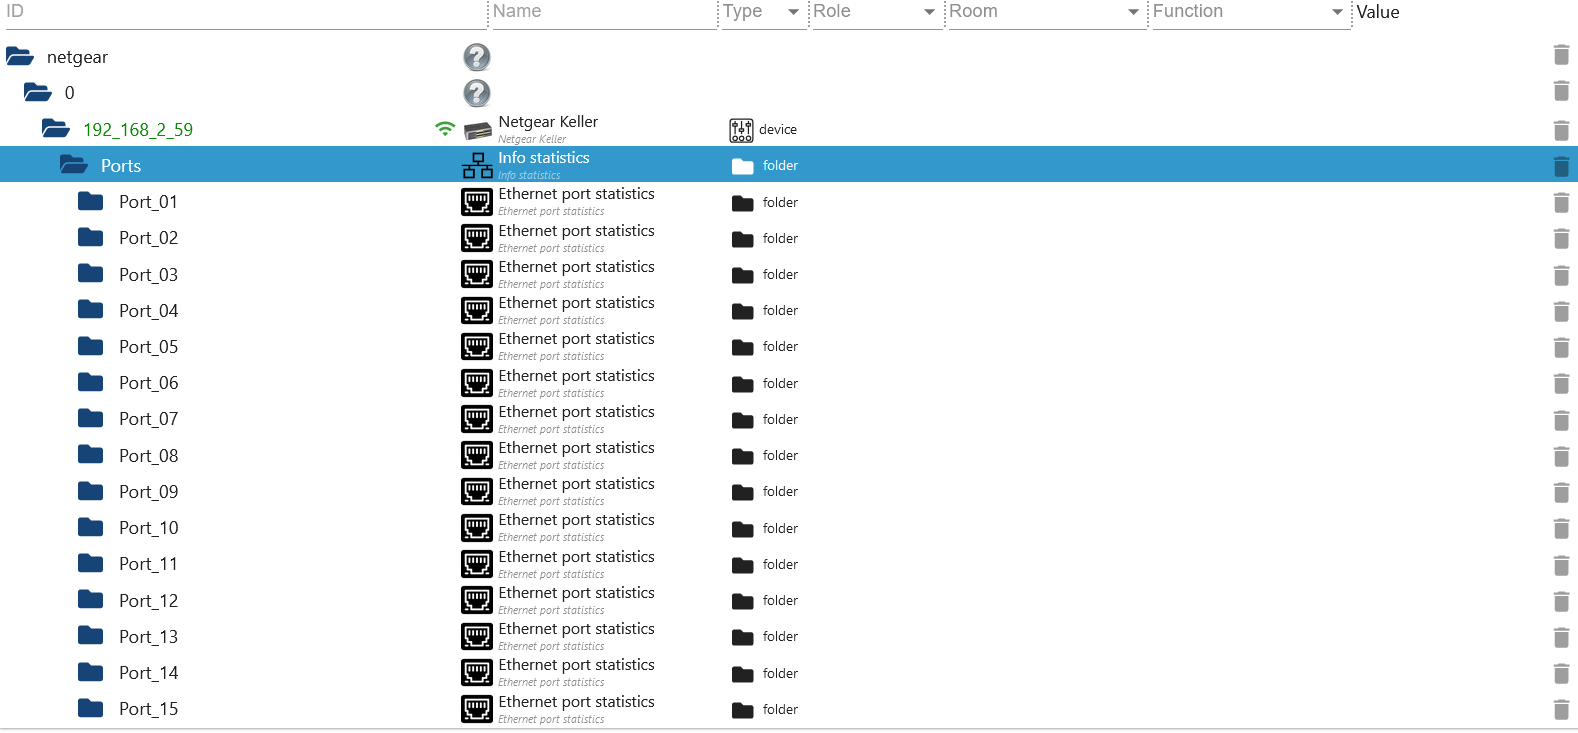 ID Name Type Role Room Function Value
netgear
0
192_168_2_59 Netgear Keller device
Netgear Keller
Ports Info statistics folder
Info statistics
Port_01 Ethernet port statistics folder
Ethernet port statistics
Port_02 Ethernet port statistics folder
Ethernet port statistics
Port_03 Ethernet port statistics folder
Ethernet port statistics
Port_04 Ethernet port statistics folder
Ethernet port statistics
Port_05 Ethernet port statistics folder
Ethernet port statistics
Port_06 Ethernet port statistics folder
Ethernet port statistics
Port_07 Ethernet port statistics folder
Ethernet port statistics
Port_08 Ethernet port statistics folder
Ethernet port statistics
Port_09 Ethernet port statistics folder
Ethernet port statistics
Port_10 Ethernet port statistics folder
Ethernet port statistics
Port_11 Ethernet port statistics folder
Ethernet port statistics
Port_12 Ethernet port statistics folder
Ethernet port statistics
Port_13 Ethernet port statistics folder
Ethernet port statistics
Port_14 Ethernet port statistics folder
Ethernet port statistics
Port_15 Ethernet port statistics folder
Ethernet port statistics